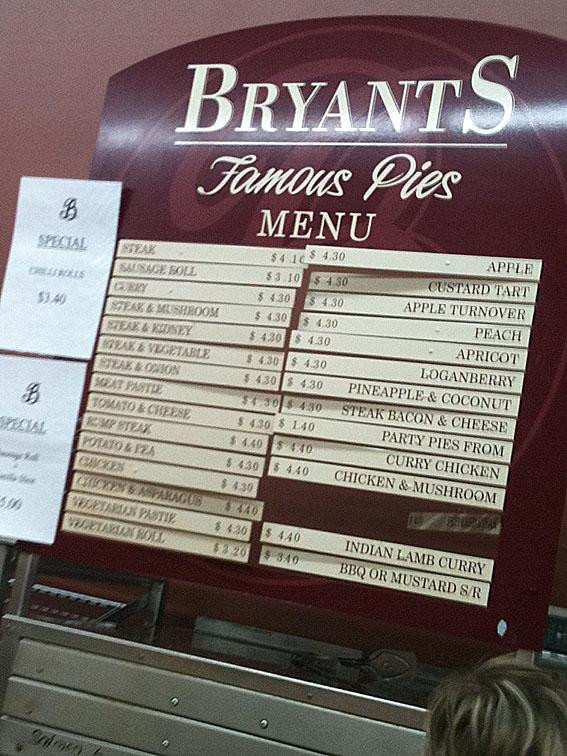 BRYANTS
Famous Pies
MENU
B
SPECIAL
CHILLI ROLLS
$3.40
B
SPECIAL
Sausage Roll
5.00
STEAK $4.10
SAUSAGE ROLL $3.10
CURRY $4.30
STEAK & MUSHROOM $4.30
STEAK & KIDNEY $4.30
STEAK & VEGETABLE $4.30
STEAK & ONION $4.30
MEAT PASTIE $4.30
TOMATO & CHEESE $4.30
RUMP STEAK $4.40
POTATO & PEA $4.30
CHICKEN $4.30
CHICKEN & ASPARAGUS $4.40
VEGETARIAN PASTIE $4.30
VEGETARIAN ROLL $3.20
$ 4.30 APPLE
$ 4.30 CUSTARD TART
$ 4.30 APPLE TURNOVER
$ 4.30 PEACH
$ 4.30 APRICOT
$ 4.30 LOGANBERRY
$ 4.30 PINEAPPLE & COCONUT
$ 4.30 STEAK BACON & CHEESE
$ 1.40 PARTY PIES FROM
$ 4.40 CURRY CHICKEN
$ 4.40 CHICKEN & MUSHROOM
$ 4.40 INDIAN LAMB CURRY
$ 3.40 BBQ OR MUSTARD S/R